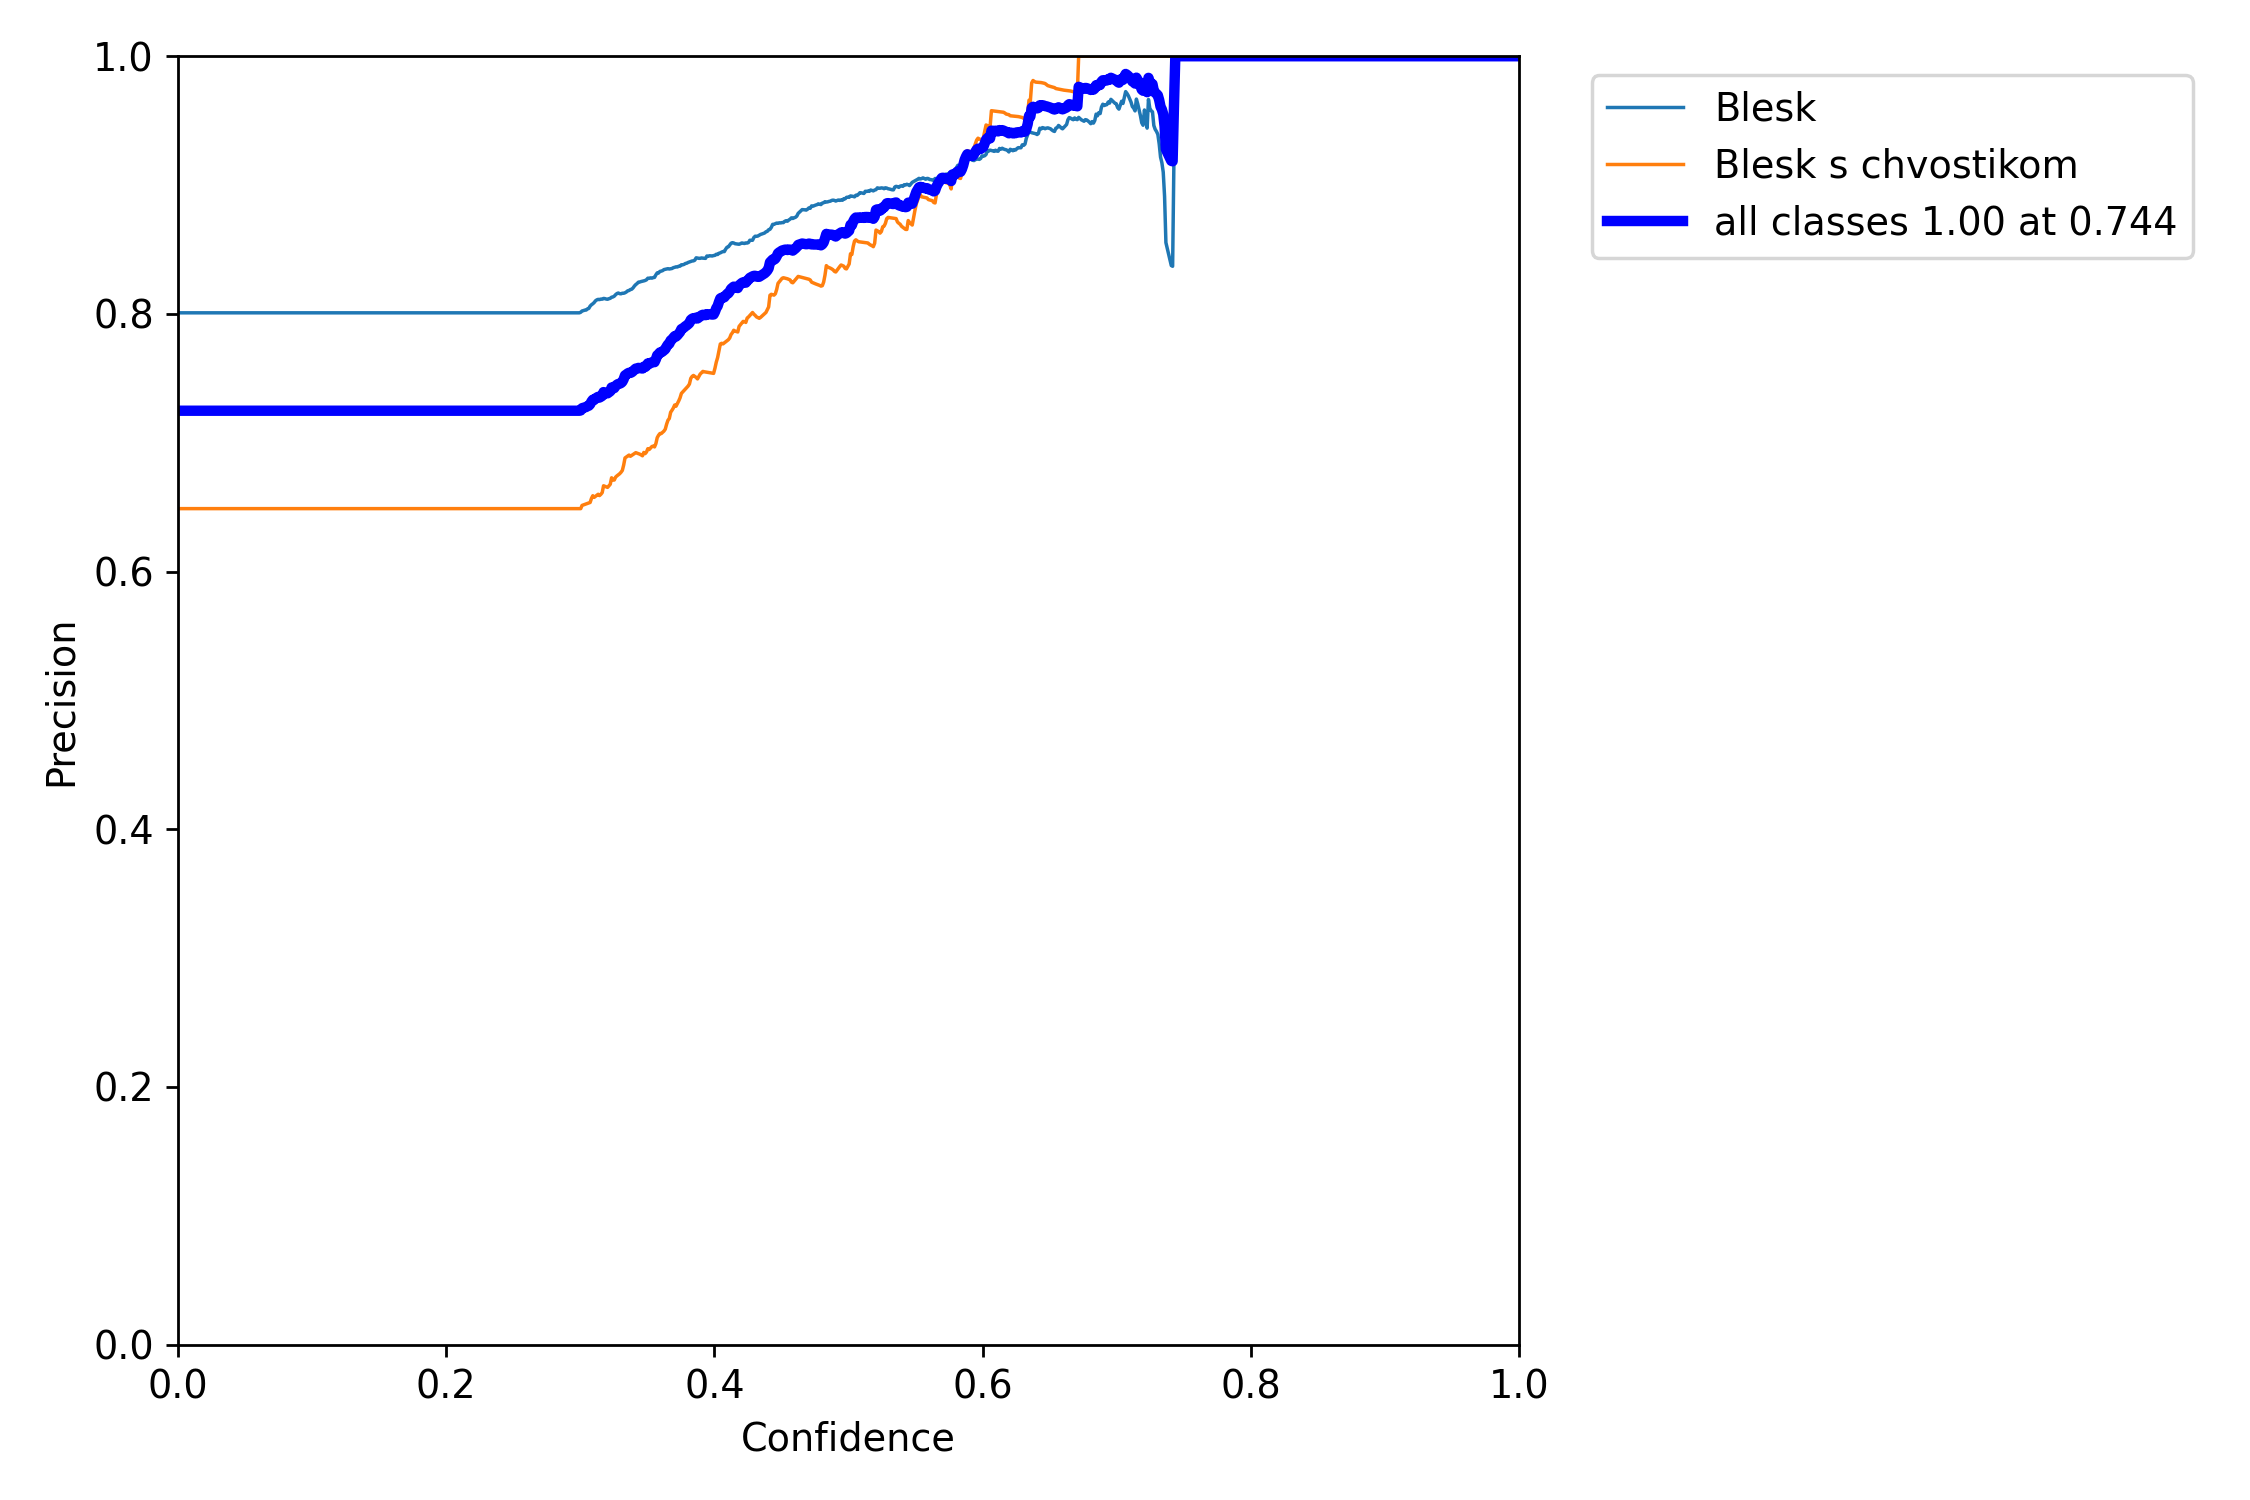 1.0
0.8
0.6
0.4
0.2
0.0
Precision
0.0 0.2 0.4 0.6 0.8 1.0
Confidence
Blesk
Blesk s chvostikom
all classes 1.00 at 0.744